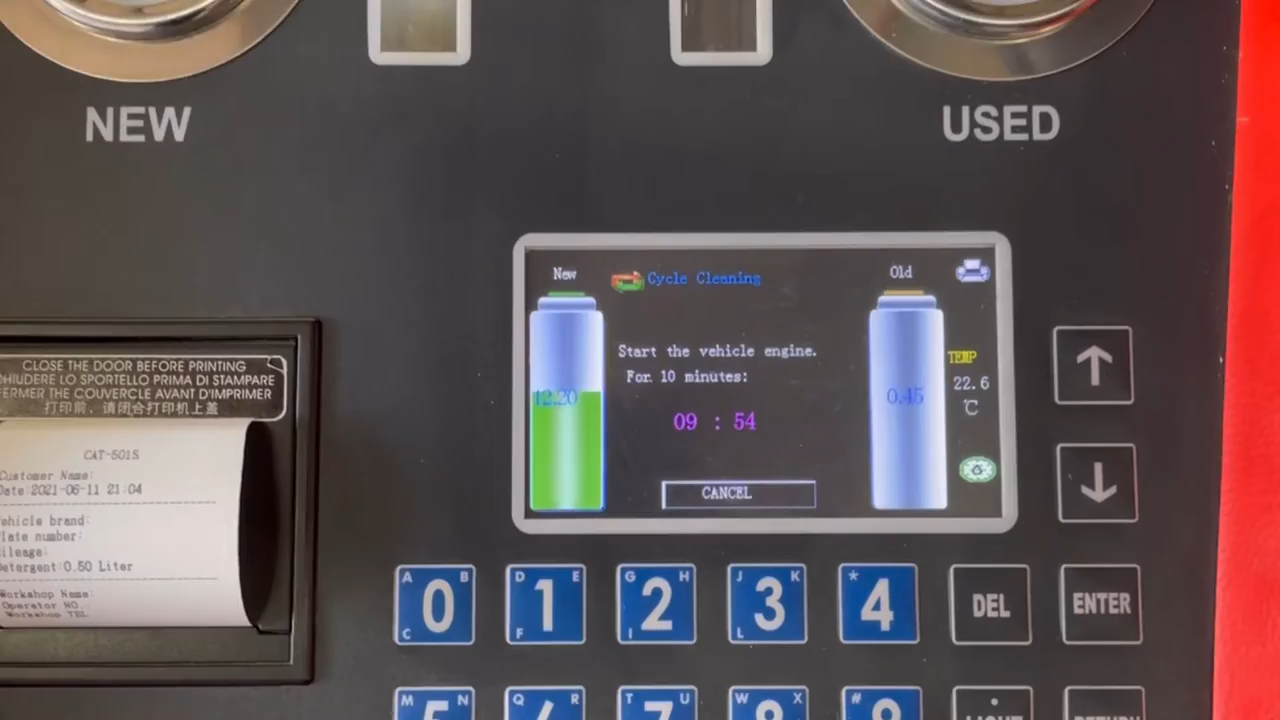 NEW
USED
New
Cycle Cleaning
Old
Start the vehicle engine.
TEMP
For 10 minutes:
22.6
12.20
0.45
℃
09 : 54
CANCEL
CLOSE THE DOOR BEFORE PRINTING
CHIUDERE LO SPORTELLO PRIMA DI STAMPARE
FERMER LE COUVERCLE AVANT D'IMPRIMER
打印前，请闭合打印机上盖
CAT-501S
Customer Name:
Date:2021-06-11 21:04
Vehicle brand:
Plate number:
Mileage:
Detergent:0.50 Liter
Workshop Name:
Operator NO.
Workshop TEL
A B 0 C
D E 1 F
G H 2 I
J K 3 L
* 4
DEL
ENTER
M N 5
Q R 6
T U 7
W X 8
# 9
LIGHT
RETURN